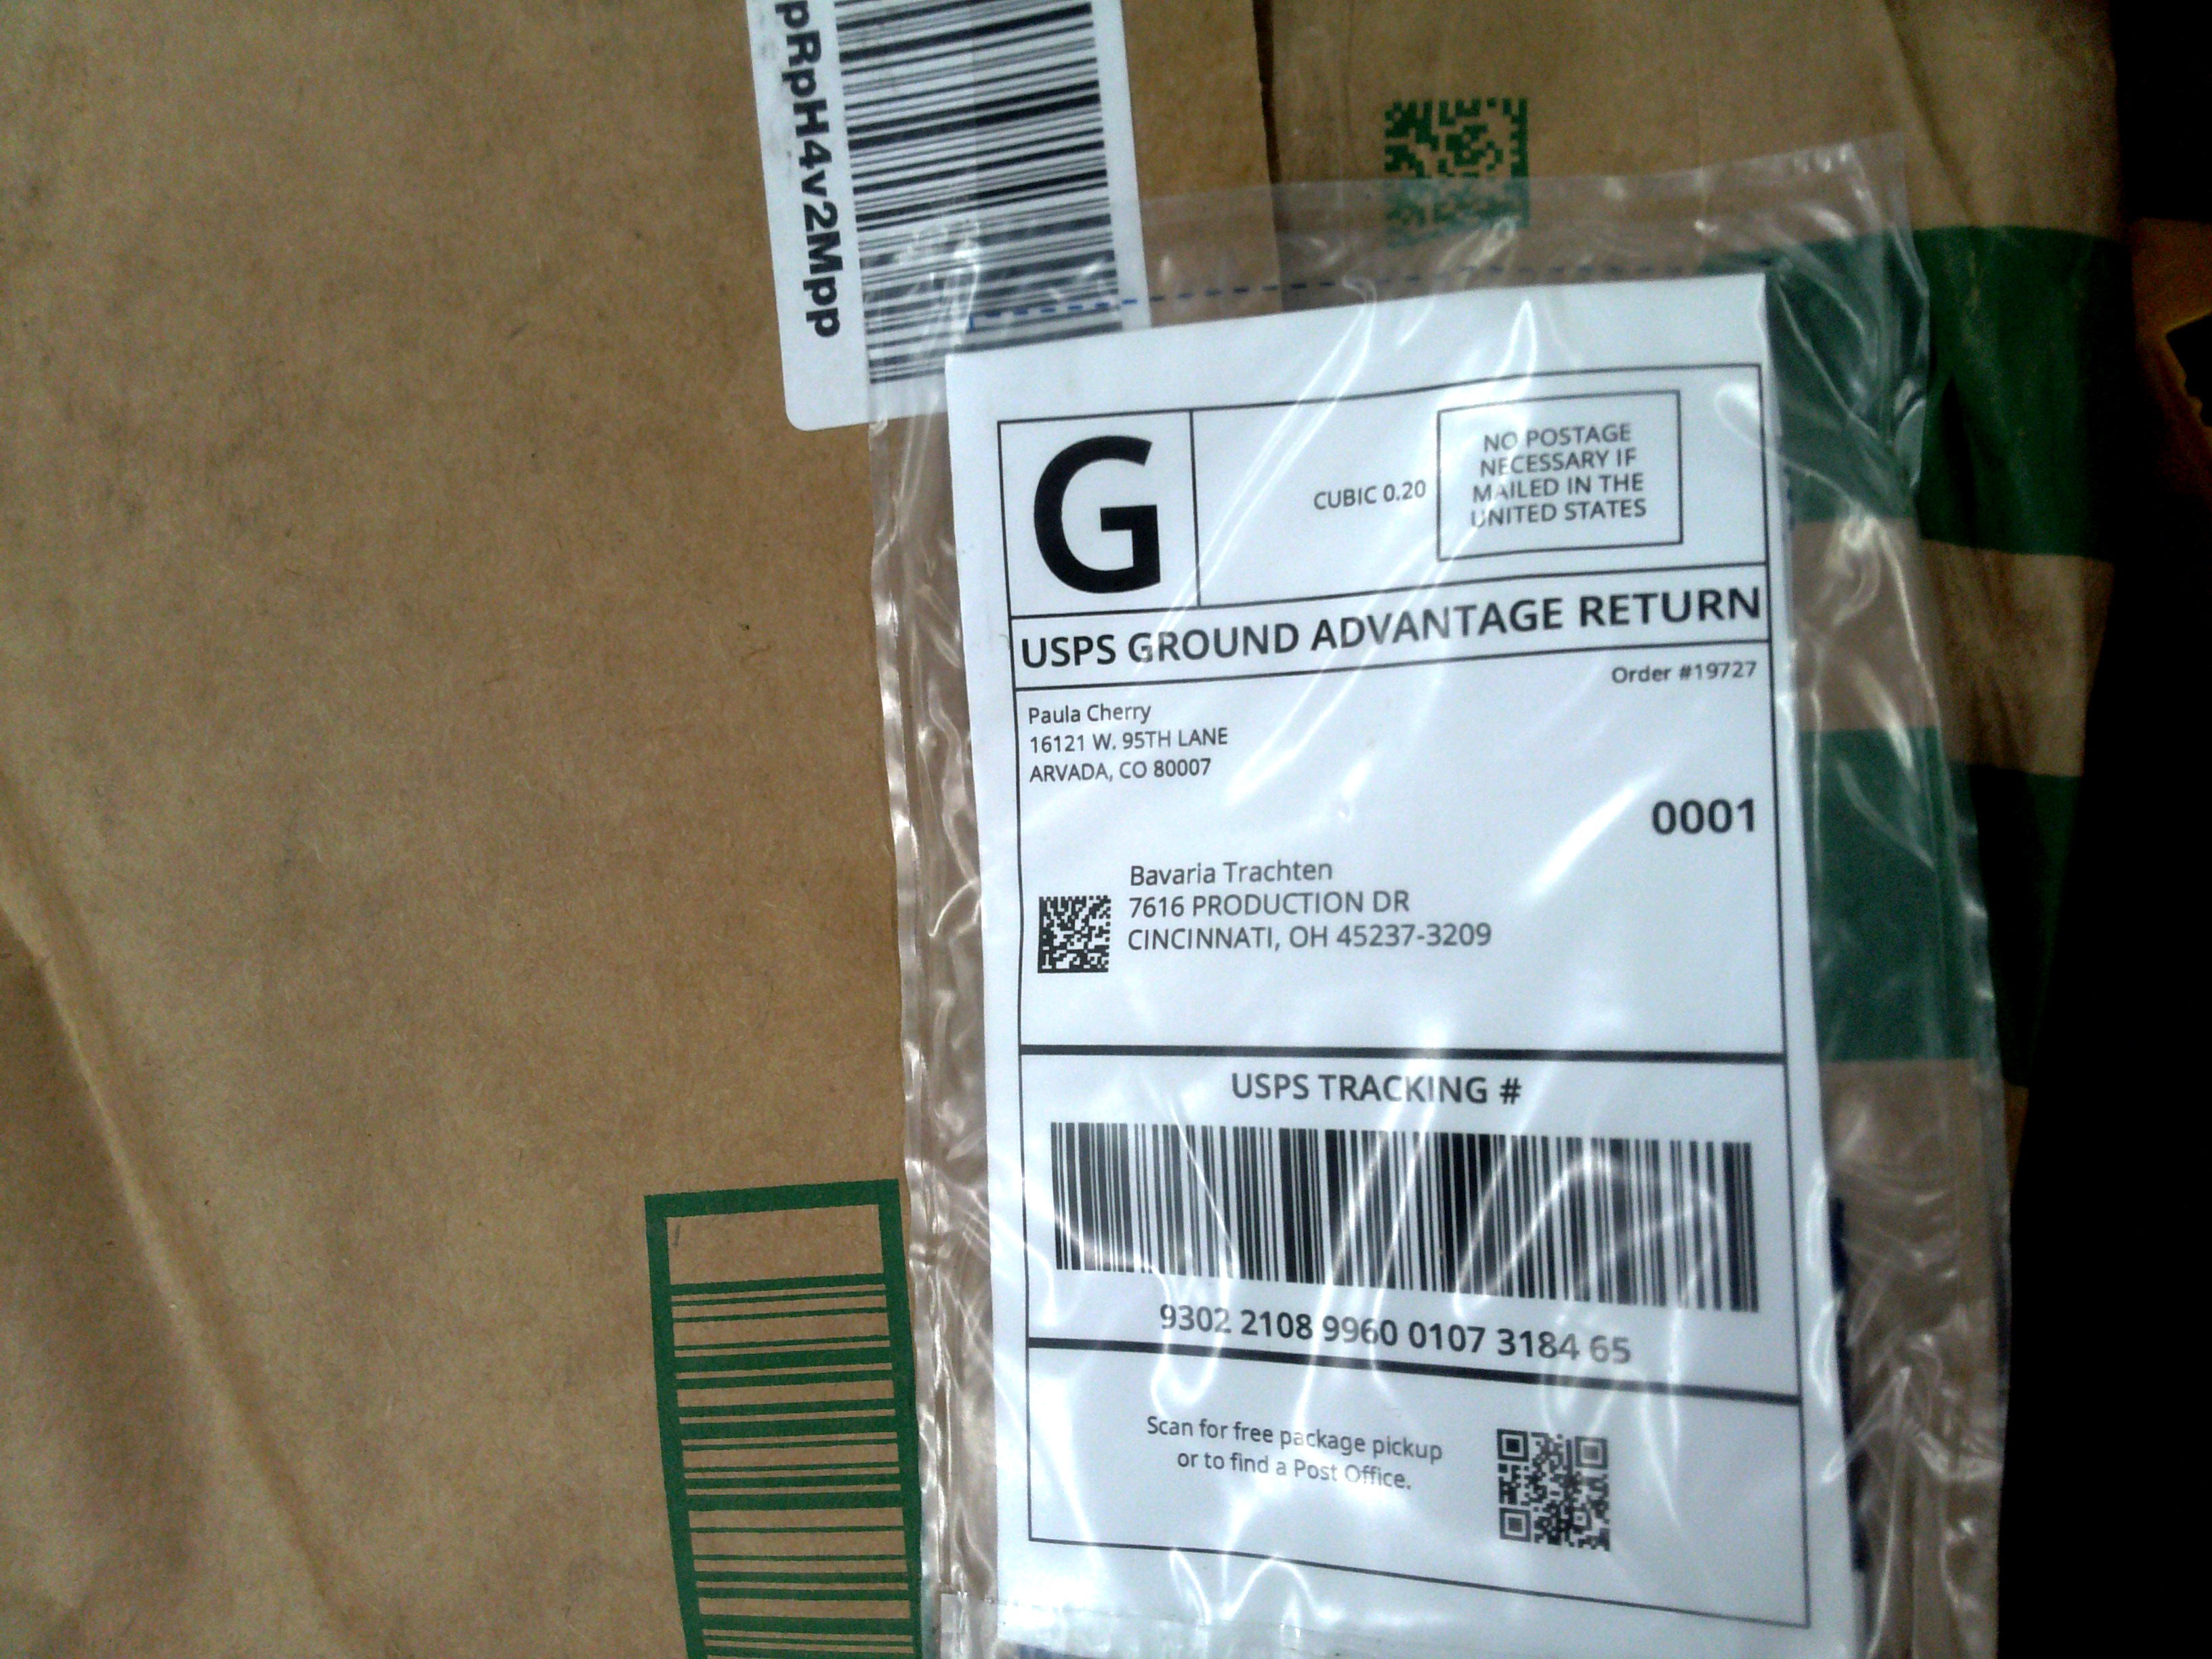 pRpH4v2Mpp
G
CUBIC 0.20
NO POSTAGE
NECESSARY IF
MAILED IN THE
UNITED STATES
USPS GROUND ADVANTAGE RETURN
Order #19727
Paula Cherry
16121 W. 95TH LANE
ARVADA, CO 80007
0001
Bavaria Trachten
7616 PRODUCTION DR
CINCINNATI, OH 45237-3209
USPS TRACKING #
9302 2108 9960 0107 3184 65
Scan for free package pickup
or to find a Post Office.